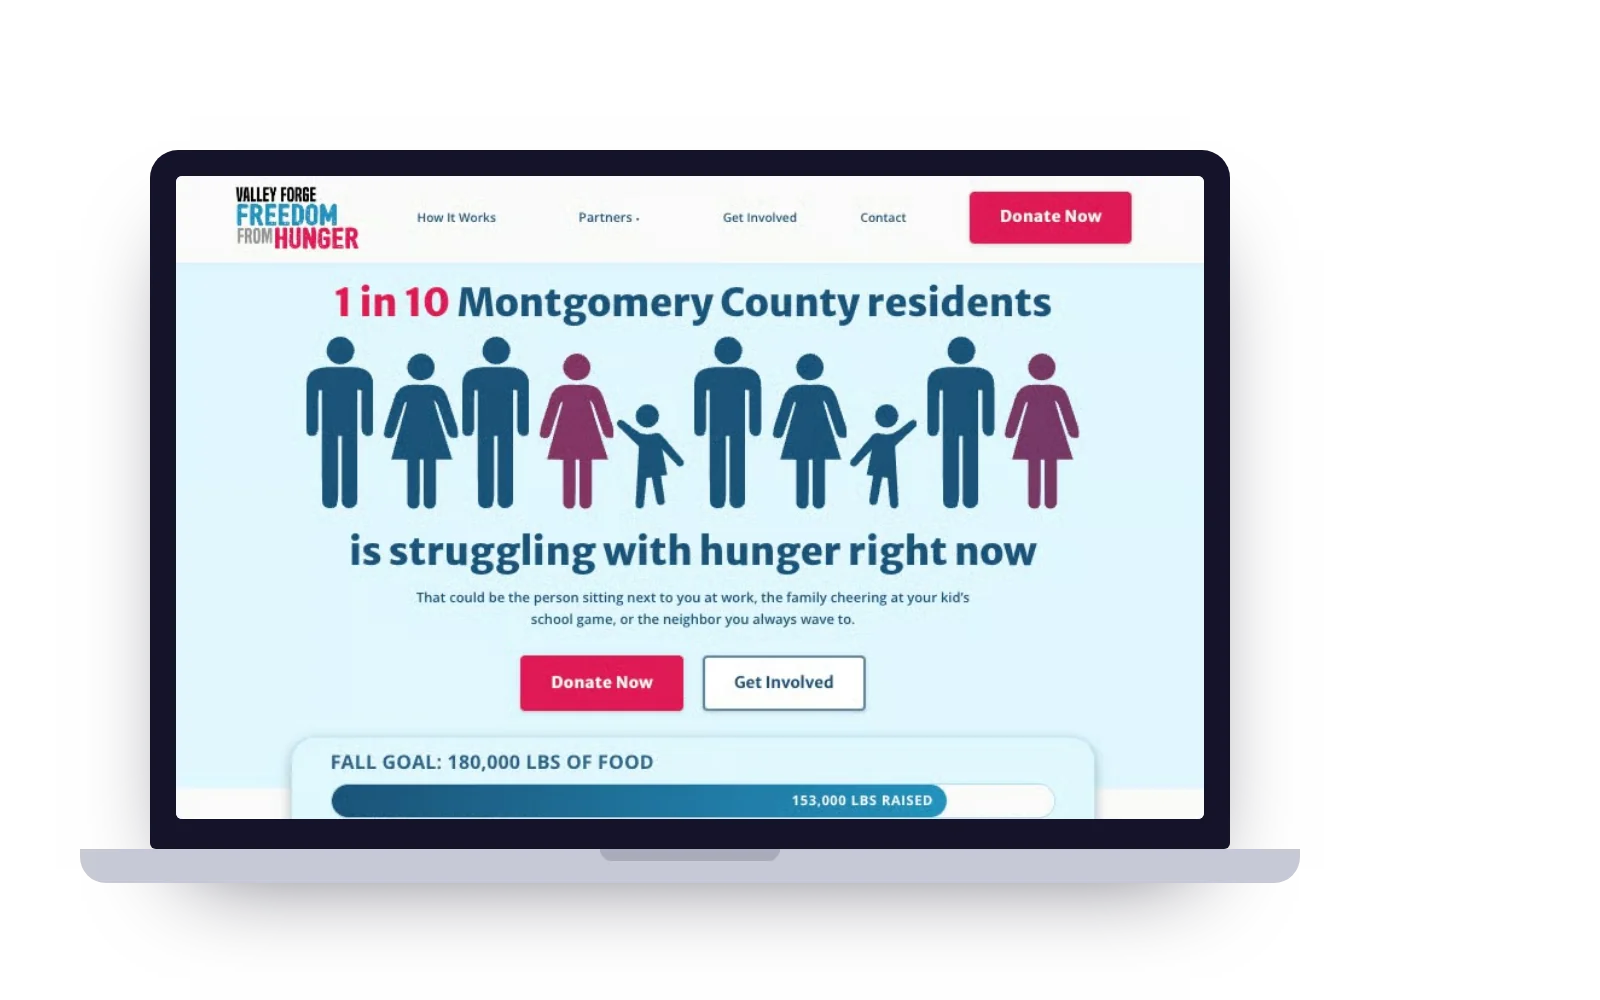 VALLEY FORGE
FREEDOM
FROM HUNGER
How It Works
Partners
Get Involved
Contact
Donate Now
1 in 10 Montgomery County residents
is struggling with hunger right now
That could be the person sitting next to you at work, the family cheering at your kid's
school game, or the neighbor you always wave to.
Donate Now
Get Involved
FALL GOAL: 180,000 LBS OF FOOD
153,000 LBS RAISED